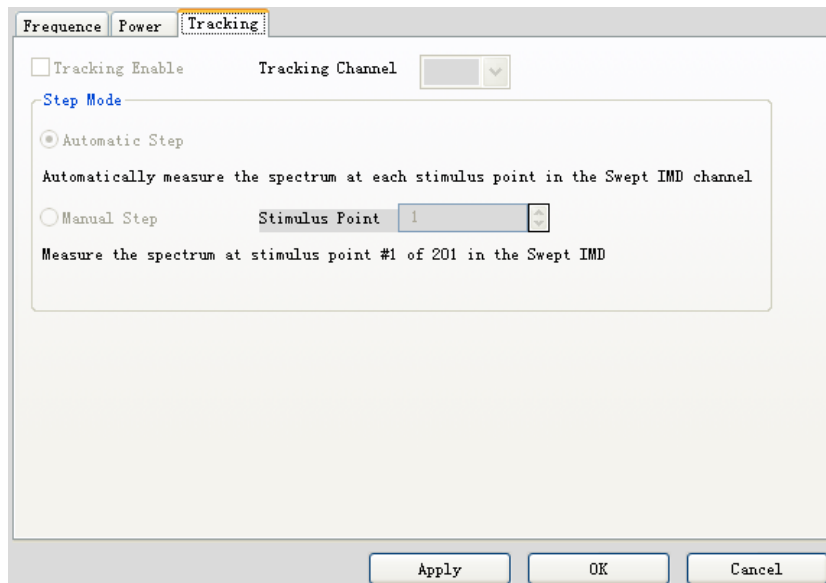 Frequence Power Tracking
Tracking Enable Tracking Channel
Step Mode
Automatic Step
Automatically measure the spectrum at each stimulus point in the Swept IMD channel
Manual Step Stimulus Point 1
Measure the spectrum at stimulus point #1 of 201 in the Swept IMD
Apply OK Cancel